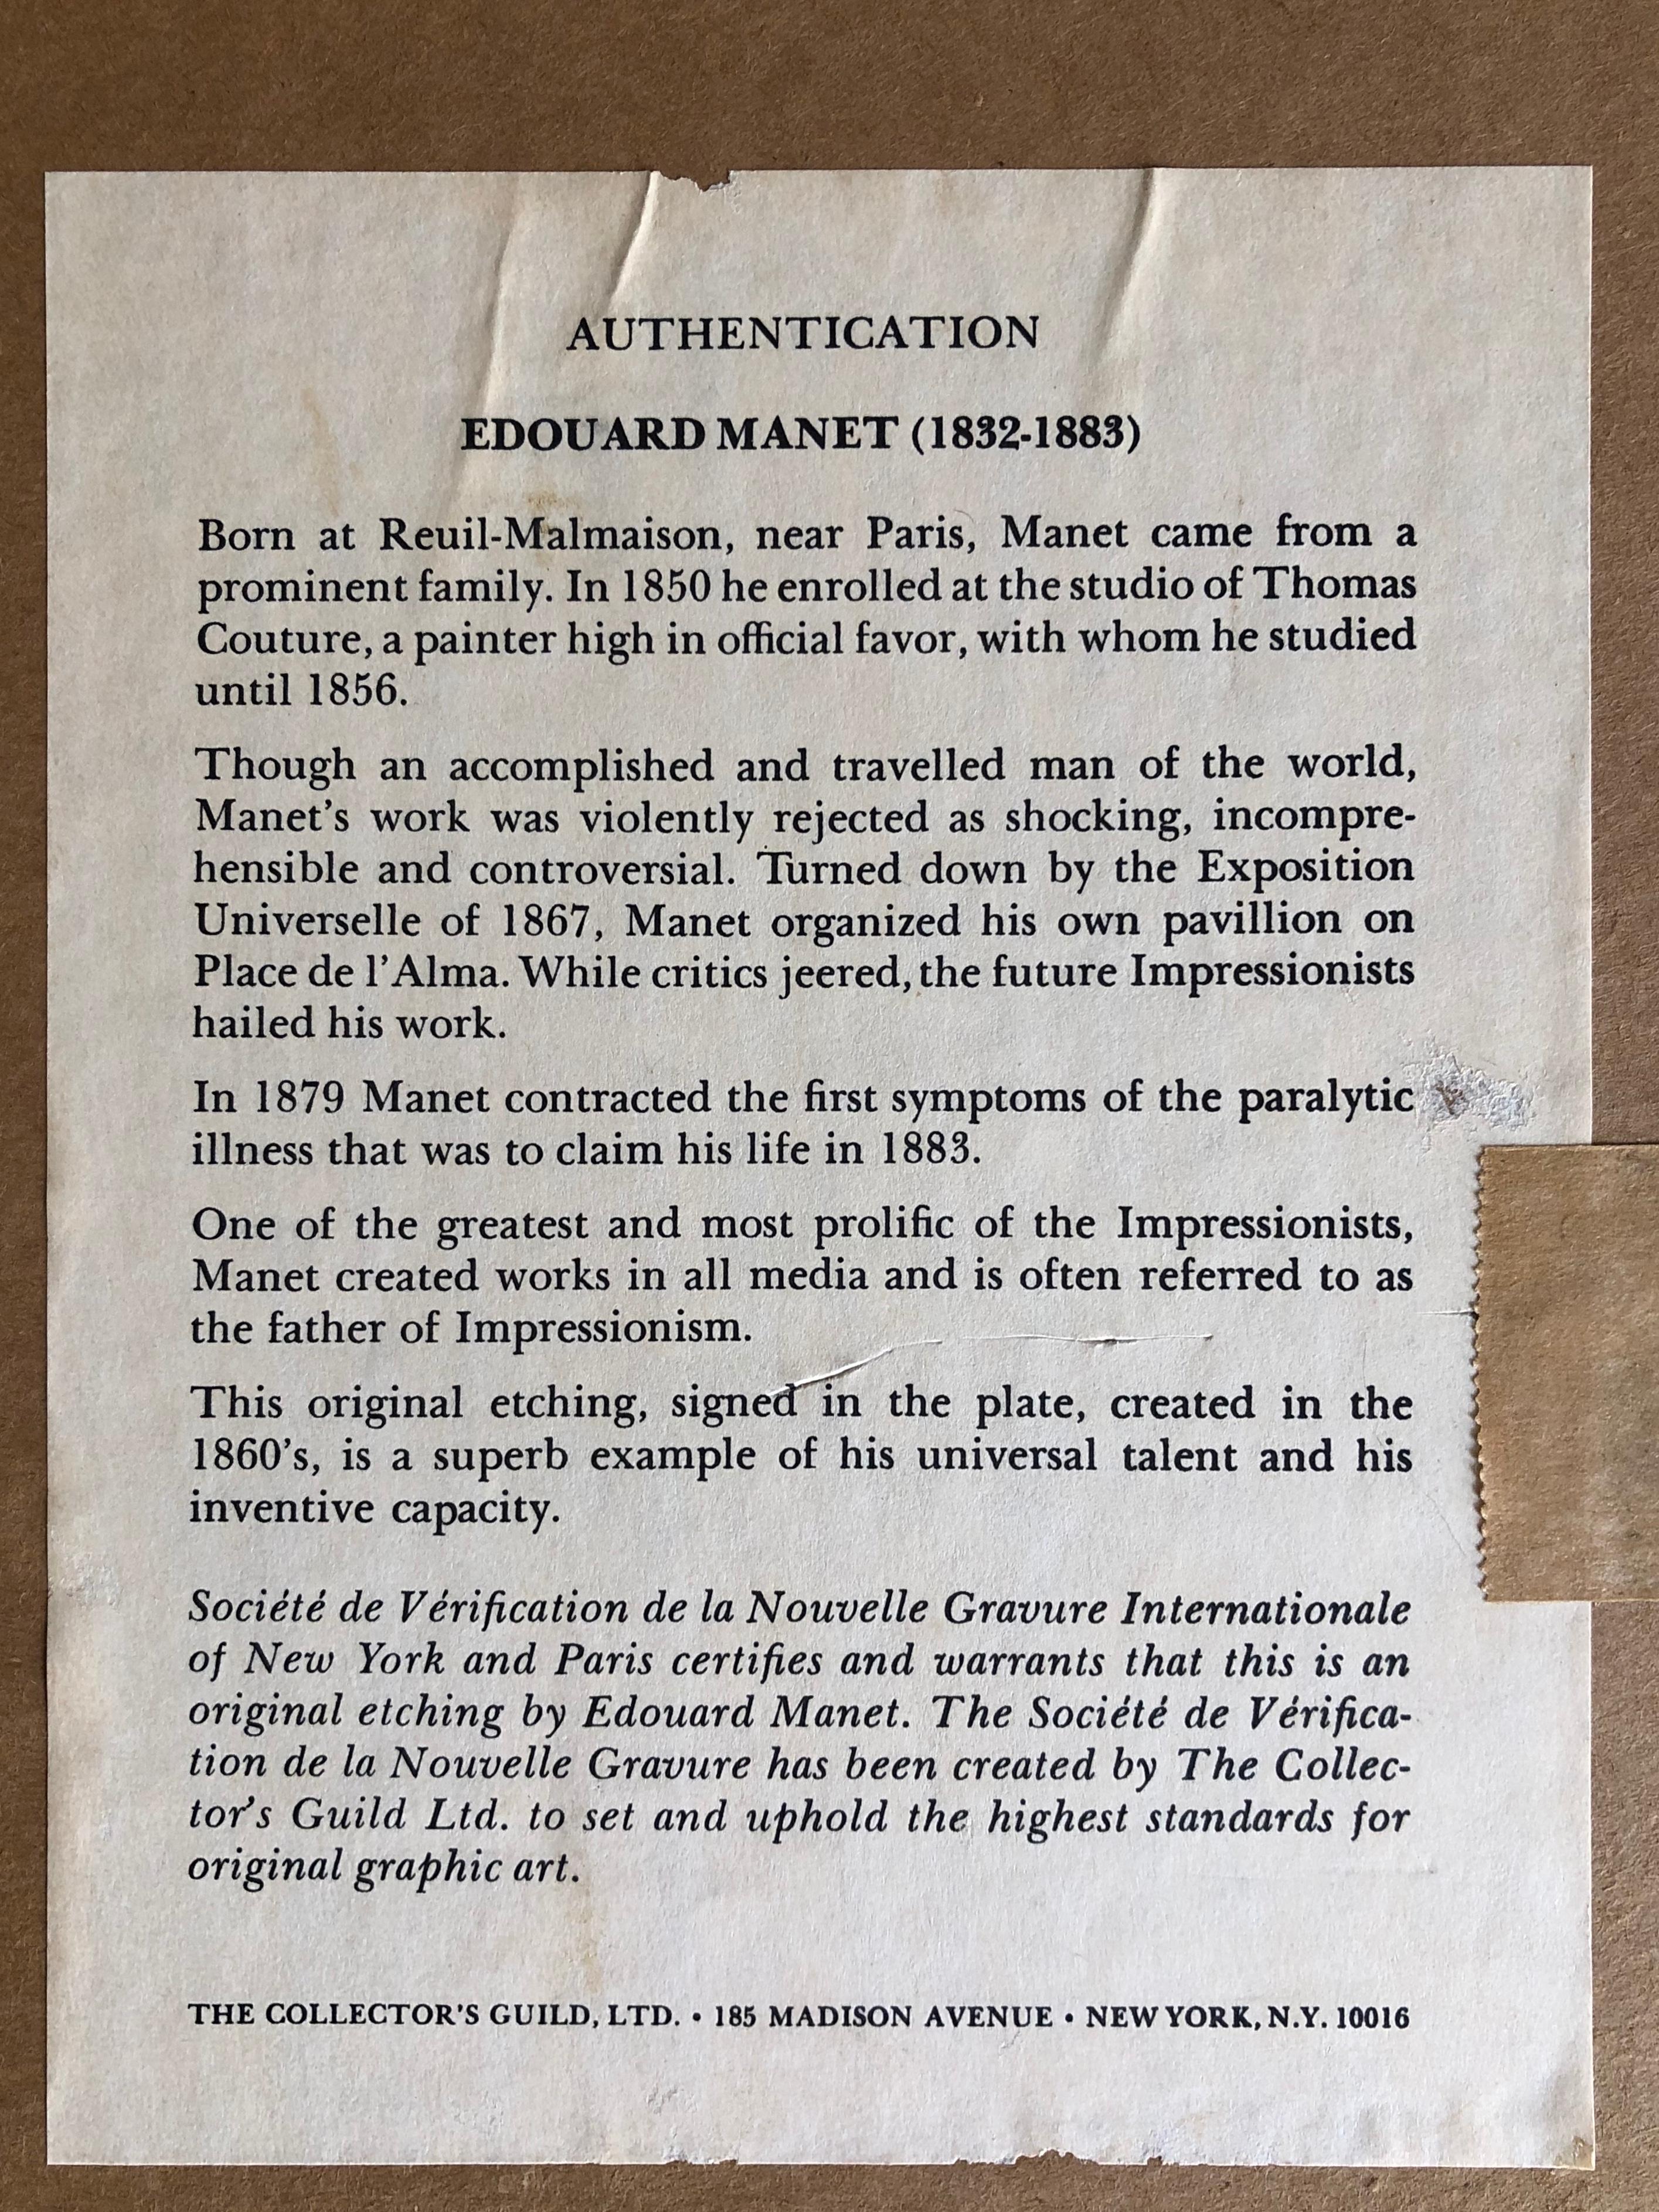 AUTHENTICATION
EDOUARD MANET (1832-1883)
Born at Reuil-Malmaison, near Paris, Manet came from a
prominent family. In 1850 he enrolled at the studio of Thomas
Couture, a painter high in official favor, with whom he studied
until 1856.
Though an accomplished and travelled man of the world,
Manet's work was violently rejected as shocking, incompre-
hensible and controversial. Turned down by the Exposition
Universelle of 1867, Manet organized his own pavillion on
Place de l'Alma. While critics jeered, the future Impressionists
hailed his work.
In 1879 Manet contracted the first symptoms of the paralytic
illness that was to claim his life in 1883.
One of the greatest and most prolific of the Impressionists,
Manet created works in all media and is often referred to as
the father of Impressionism.
This original etching, signed in the plate, created in the
1860's, is a superb example of his universal talent and his
inventive capacity.
Société de Vérification de la Nouvelle Gravure Internationale
of New York and Paris certifies and warrants that this is an
original etching by Edouard Manet. The Société de Vérifica-
tion de la Nouvelle Gravure has been created by The Collec-
tor's Guild Ltd. to set and uphold the highest standards for
original graphic art.
THE COLLECTOR'S GUILD, LTD. • 185 MADISON AVENUE • NEW YORK, N.Y. 10016